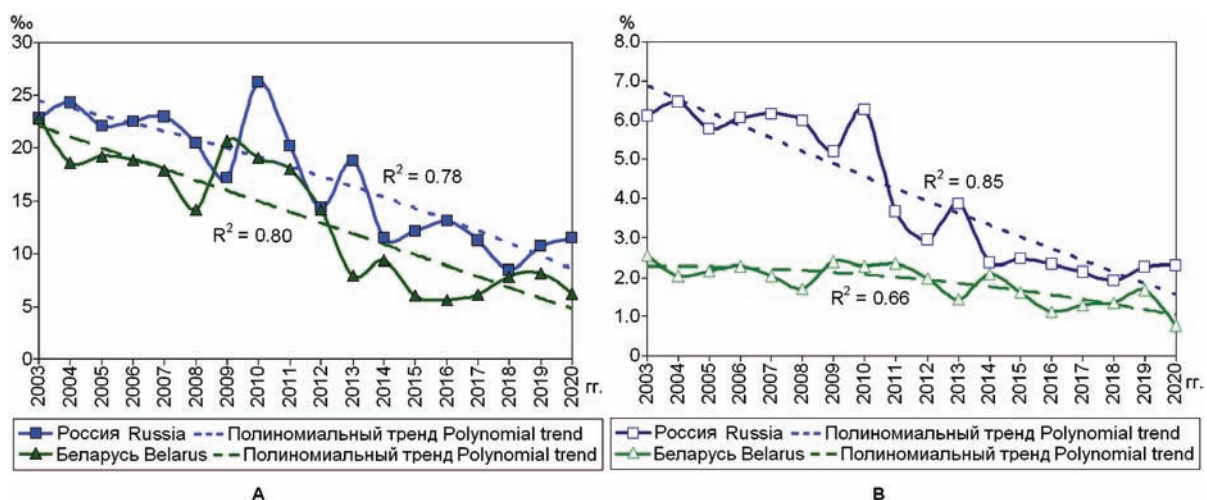 ‰
30
25
20
15
10
5
0
R² = 0.78
R² = 0.80
2003 2004 2005 2006 2007 2008 2009 2010 2011 2012 2013 2014 2015 2016 2017 2018 2019 2020 гг.
Россия Russia Полиномиальный тренд Polynomial trend
Беларусь Belarus Полиномиальный тренд Polynomial trend
А
%
8.0
7.0
6.0
5.0
4.0
3.0
2.0
1.0
0
R² = 0.85
R² = 0.66
2003 2004 2005 2006 2007 2008 2009 2010 2011 2012 2013 2014 2015 2016 2017 2018 2019 2020 гг.
Россия Russia Полиномиальный тренд Polynomial trend
Беларусь Belarus Полиномиальный тренд Polynomial trend
В